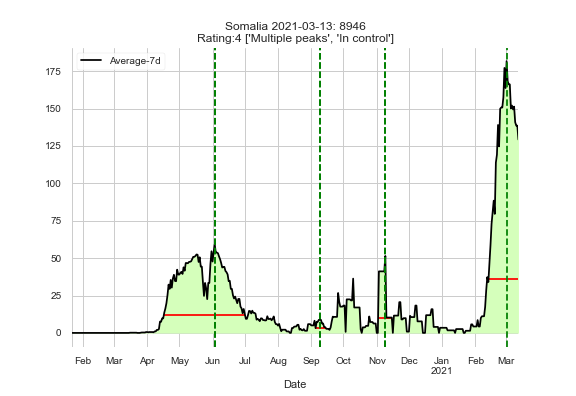 Somalia 2021-03-13: 8946
Rating:4 ['Multiple peaks', 'In control']
Average-7d
175
150
125
100
75
50
25
0
Feb Mar Apr May Jun Jul Aug Sep Oct Nov Dec Jan Feb Mar
2021
Date